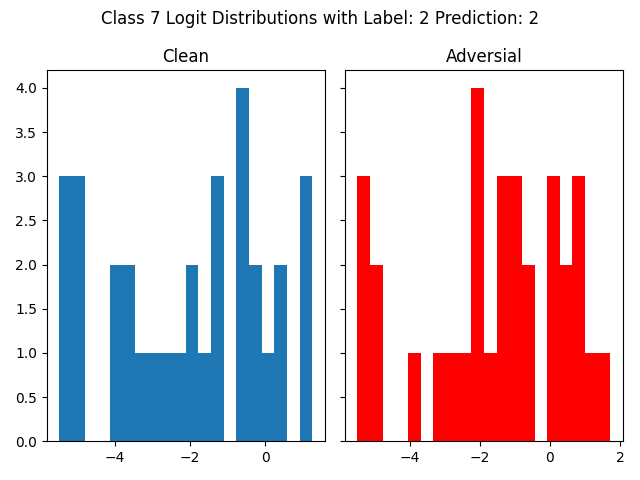 Class 7 Logit Distributions with Label: 2 Prediction: 2
Clean
Adversial
4.0
3.5
3.0
2.5
2.0
1.5
1.0
0.5
0.0
−4 −2 0
−4 −2 0 2